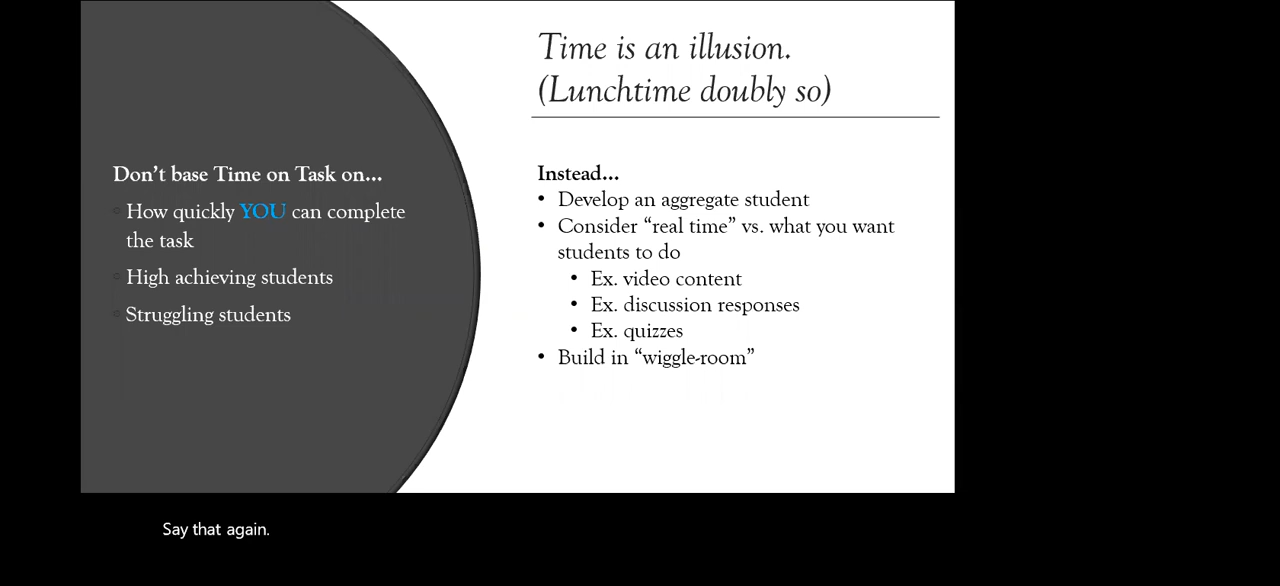 Time is an illusion.
(Lunchtime doubly so)
Don’t base Time on Task on...
How quickly YOU can complete
the task
High achieving students
Struggling students
Instead...
• Develop an aggregate student
• Consider “real time” vs. what you want
students to do
• Ex. video content
• Ex. discussion responses
• Ex. quizzes
• Build in “wiggle-room”
Say that again.